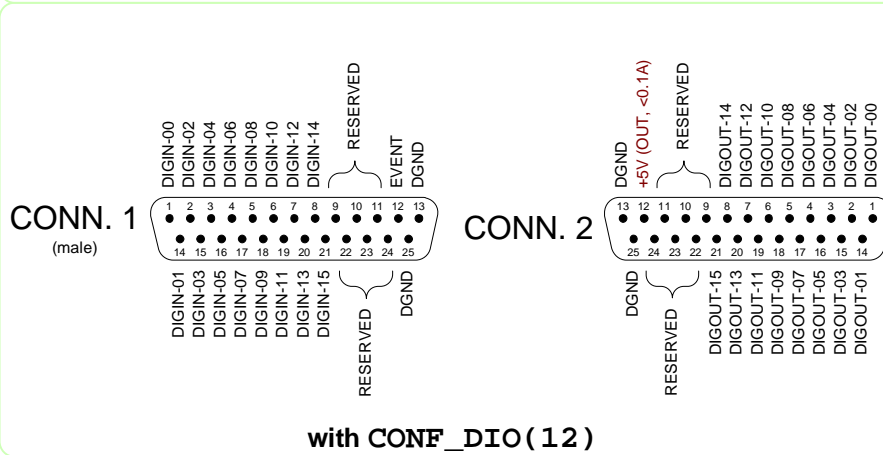 DIGIN-00
DIGIN-02
DIGIN-04
DIGIN-06
DIGIN-08
DIGIN-10
DIGIN-12
DIGIN-14
RESERVED
EVENT
DGND
CONN. 1
(male)
1 2 3 4 5 6 7 8 9 10 11 12 13
14 15 16 17 18 19 20 21 22 23 24 25
DIGIN-01
DIGIN-03
DIGIN-05
DIGIN-07
DIGIN-09
DIGIN-11
DIGIN-13
DIGIN-15
RESERVED
DGND
DGND
+5V (OUT, <0.1A)
RESERVED
DIGOUT-14
DIGOUT-12
DIGOUT-10
DIGOUT-08
DIGOUT-06
DIGOUT-04
DIGOUT-02
DIGOUT-00
CONN. 2
13 12 11 10 9 8 7 6 5 4 3 2 1
25 24 23 22 21 20 19 18 17 16 15 14
DGND
RESERVED
DIGOUT-15
DIGOUT-13
DIGOUT-11
DIGOUT-09
DIGOUT-07
DIGOUT-05
DIGOUT-03
DIGOUT-01
with CONF_DIO(12)